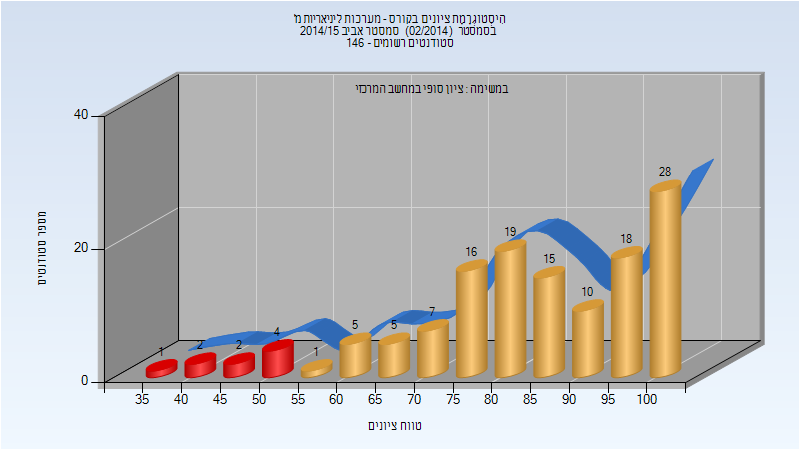 היסטוגרמת ציונים בקורס - מערכות ליניאריות מ'
בסמסטר (02/2014) סמסטר אביב 2014/15
סטודנטים רשומים - 146
במשימה : ציון סופי במחשב המרכזי
מספר סטודנטים
40
20
0
1 2 2 4 1 5 5 7 16 19 15 10 18 28
35 40 45 50 55 60 65 70 75 80 85 90 95 100
טווח ציונים